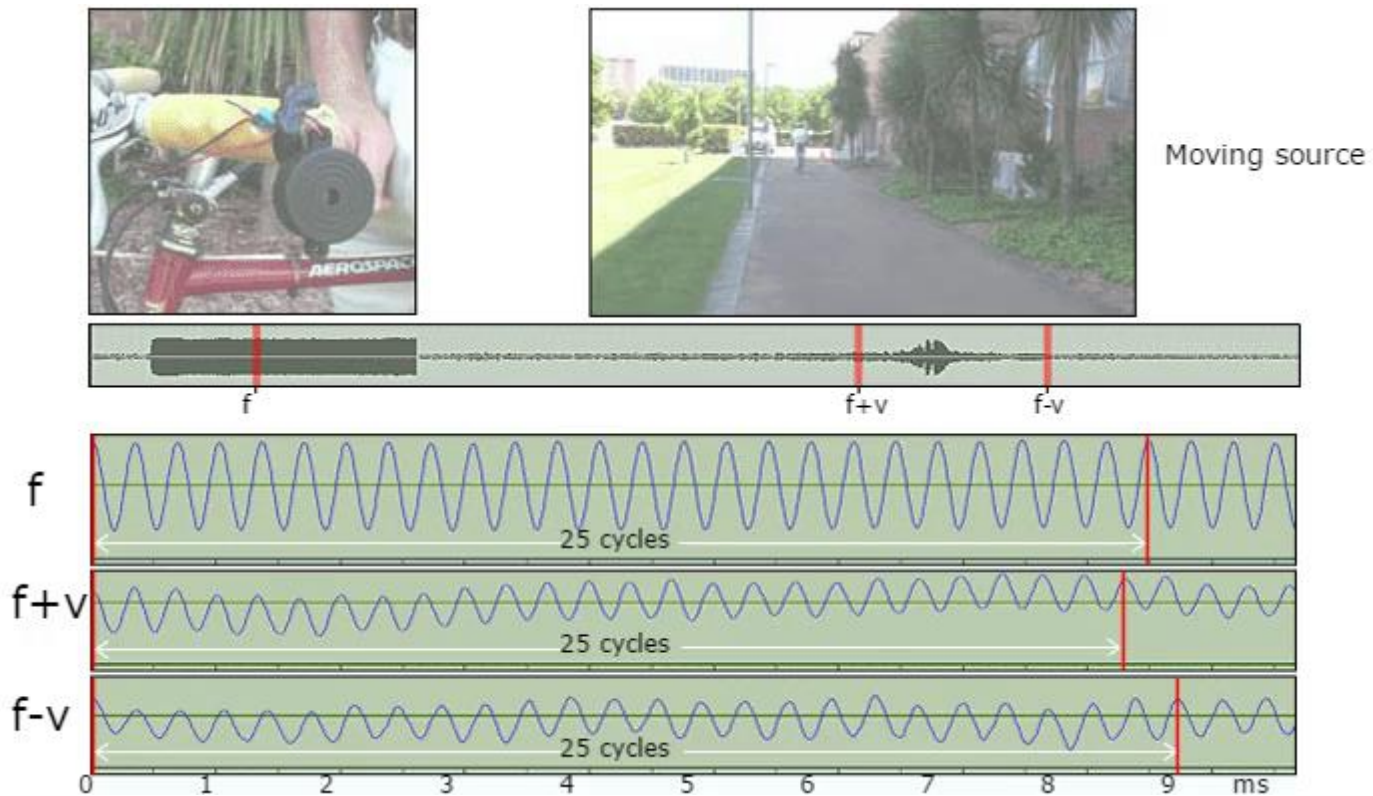 AEROSPAC
Moving source
f f+v f-v
f
25 cycles
f+v
25 cycles
f-v
25 cycles
0 1 2 3 4 5 6 7 8 9 ms